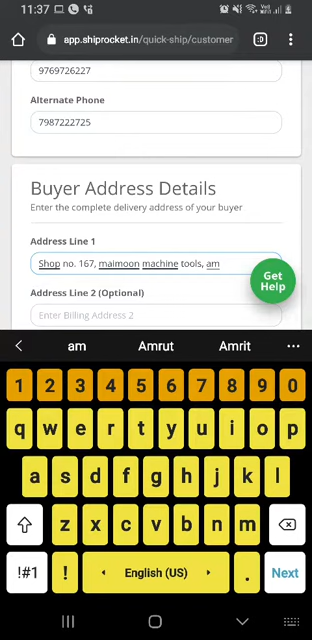 11:37
app.shiprocket.in/quick-ship/customer
:D
9769726227
Alternate Phone
7987222725
Buyer Address Details
Enter the complete delivery address of your buyer
Address Line 1
Shop no. 167, maimoon machine tools, am
Get
Help
Address Line 2 (Optional)
Enter Billing Address 2
am Amrut Amrit
1 2 3 4 5 6 7 8 9 0
q w e r t y u i o p
a s d f g h j k l
z x c v b n m
!#1 ! English (US) . Next